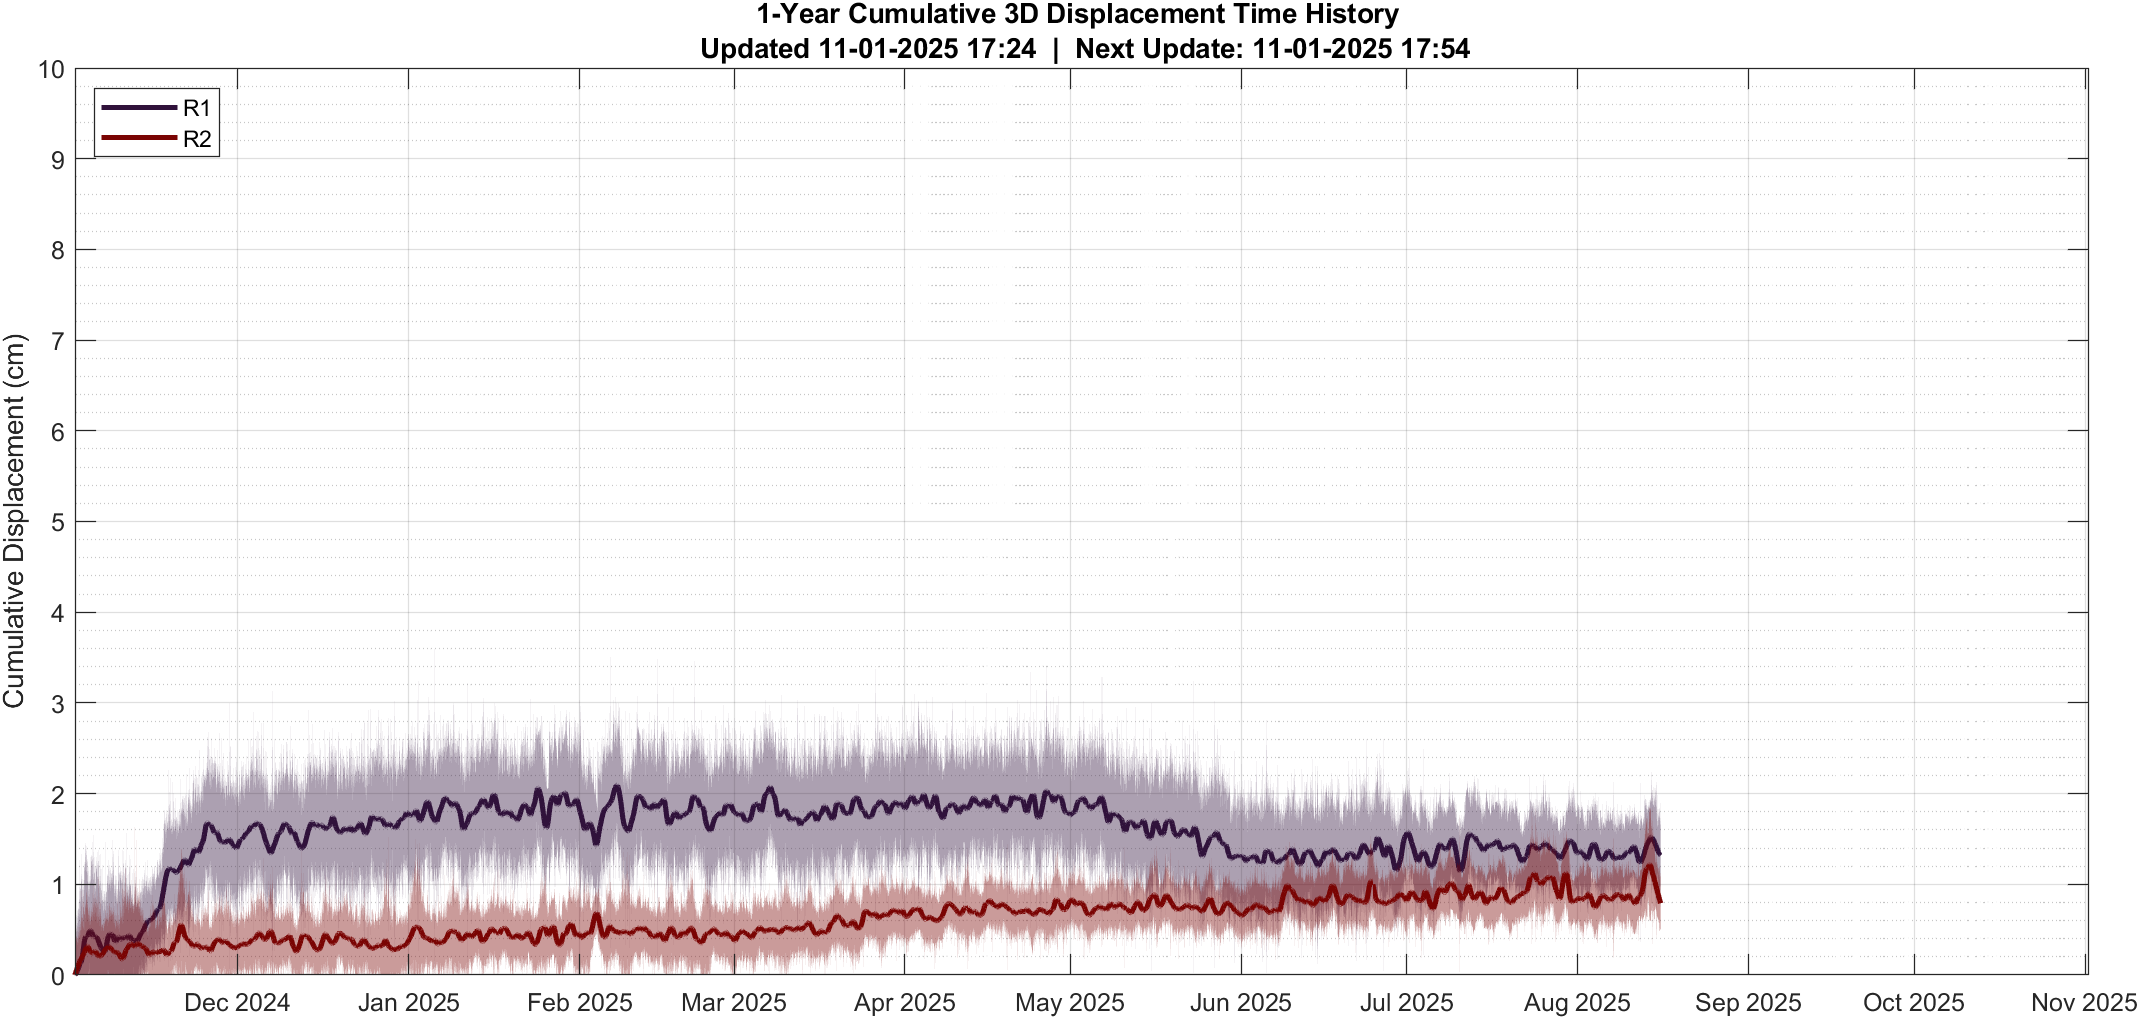 1-Year Cumulative 3D Displacement Time History
Updated 11-01-2025 17:24 | Next Update: 11-01-2025 17:54
R1
R2
Cumulative Displacement (cm)
10
9
8
7
6
5
4
3
2
1
0
Dec 2024 Jan 2025 Feb 2025 Mar 2025 Apr 2025 May 2025 Jun 2025 Jul 2025 Aug 2025 Sep 2025 Oct 2025 Nov 2025